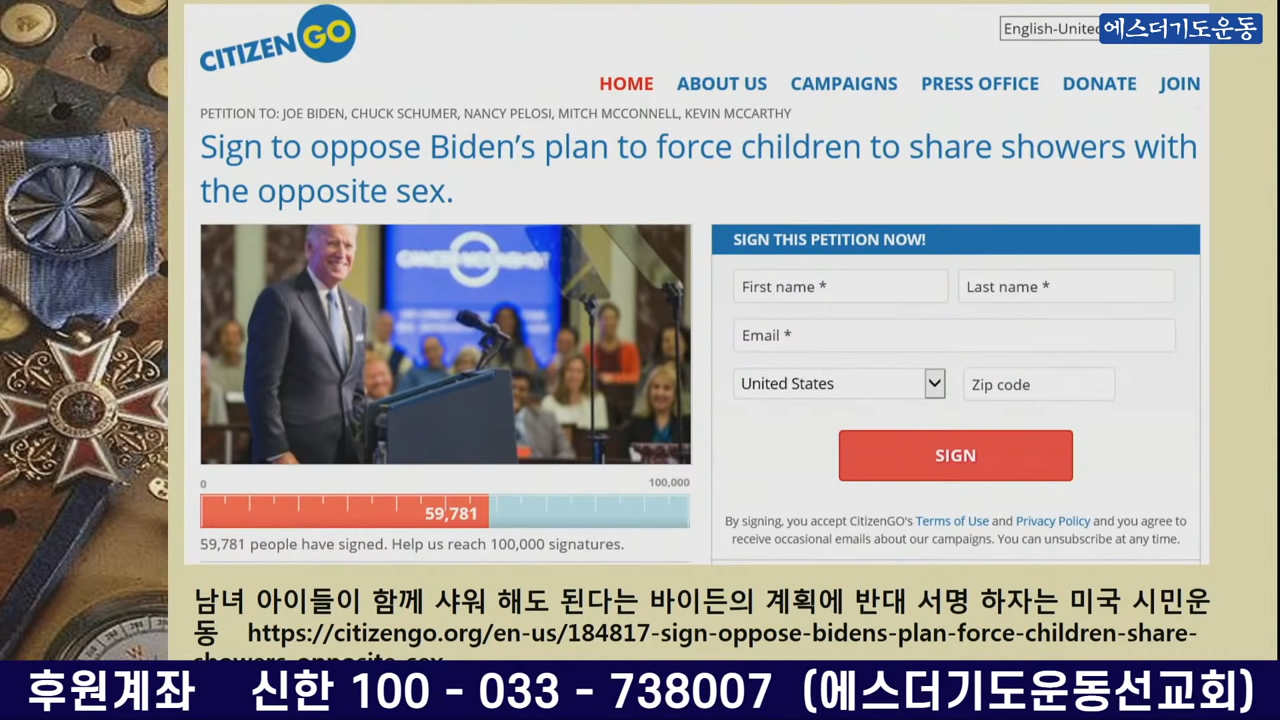 CITIZENGO
English-United
에스더기도운동
HOME ABOUT US CAMPAIGNS PRESS OFFICE DONATE JOIN
PETITION TO: JOE BIDEN, CHUCK SCHUMER, NANCY PELOSI, MITCH MCCONNELL, KEVIN MCCARTHY
Sign to oppose Biden's plan to force children to share showers with
the opposite sex.
SIGN THIS PETITION NOW!
First name * Last name *
Email *
United States Zip code
SIGN
0 100,000
59,781
59,781 people have signed. Help us reach 100,000 signatures.
By signing, you accept CitizenGO's Terms of Use and Privacy Policy and you agree to
receive occasional emails about our campaigns. You can unsubscribe at any time.
남녀 아이들이 함께 샤워 해도 된다는 바이든의 계획에 반대 서명 하자는 미국 시민운
동 https://citizengo.org/en-us/184817-sign-oppose-bidens-plan-force-children-share-
showers-opposite-sex
후원계좌 신한 100 - 033 - 738007 (에스더기도운동선교회)